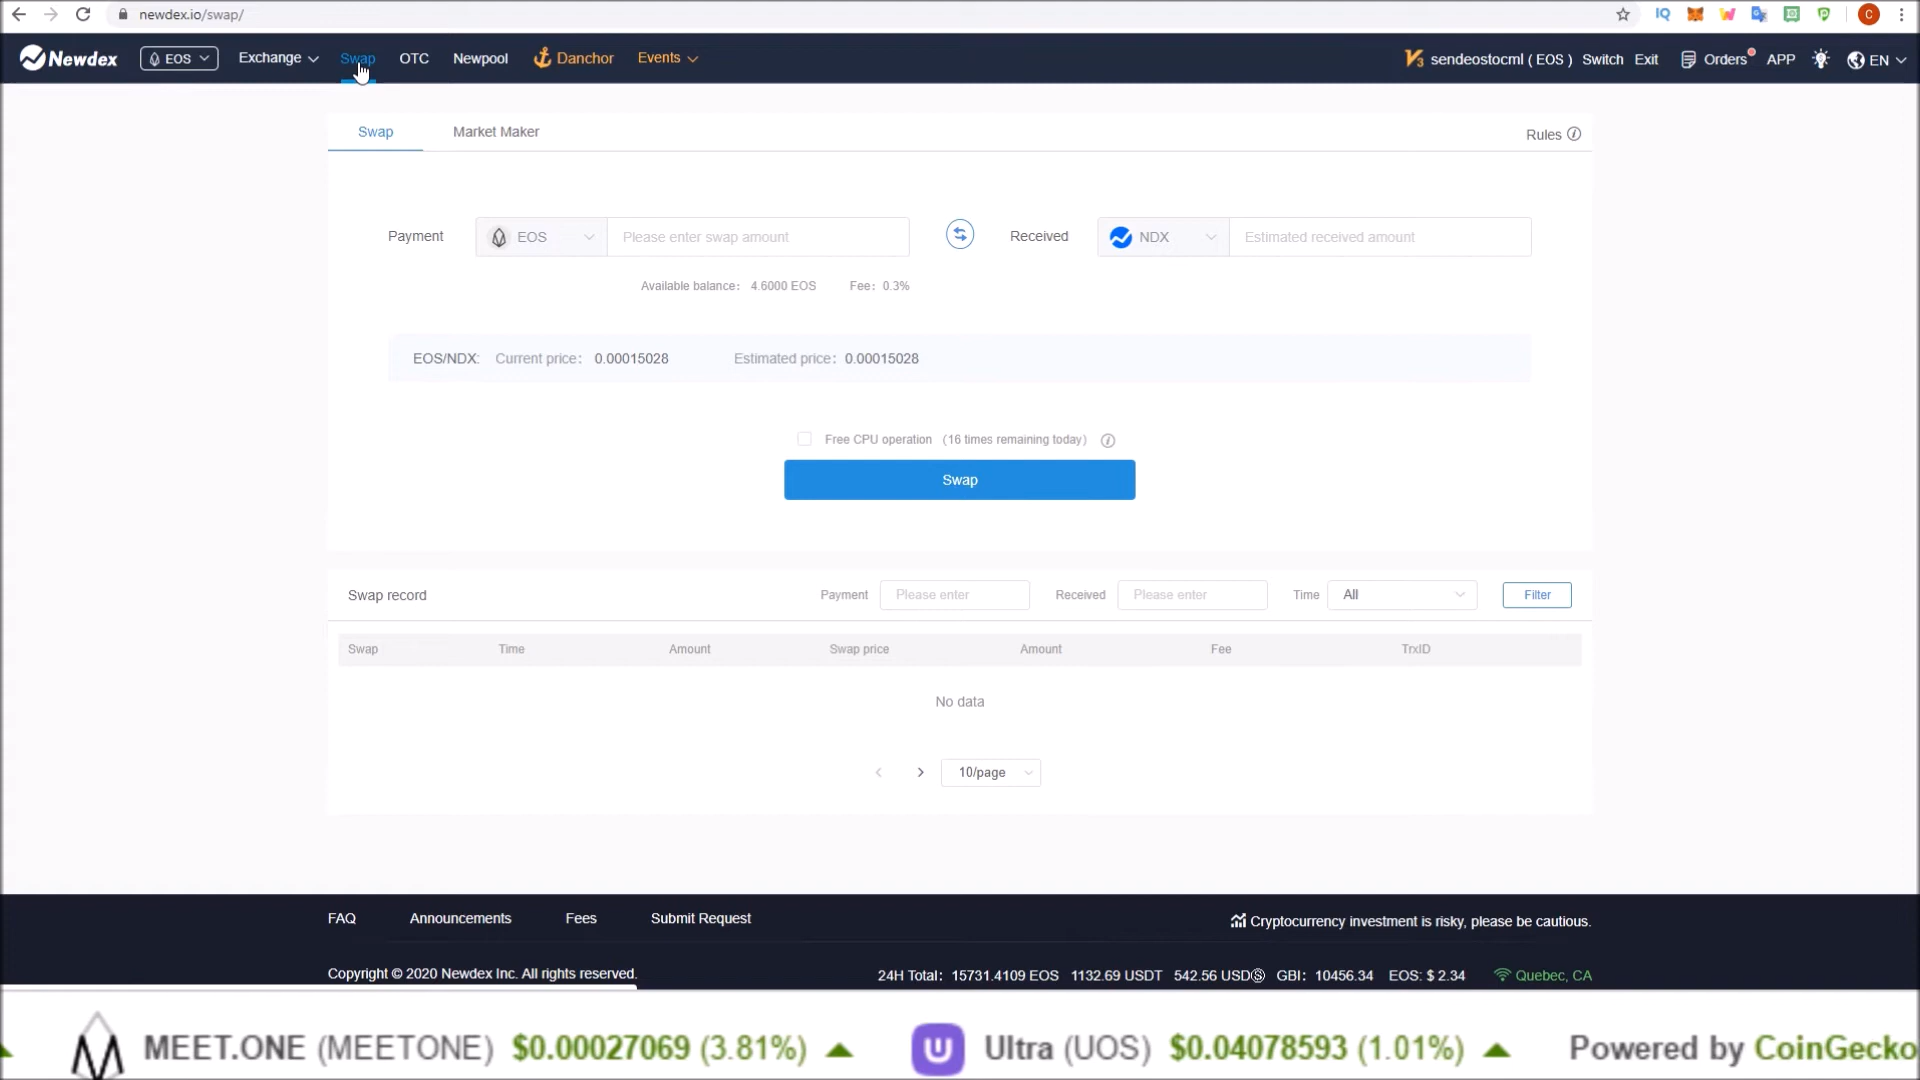 newdex.io/swap/
Newdex EOS Exchange Swap OTC Newpool Danchor Events sendeostocml ( EOS ) Switch Exit Orders APP EN
Swap Market Maker Rules
Payment EOS Please enter swap amount Received NDX Estimated received amount
Available balance: 4.6000 EOS Fee: 0.3%
EOS/NDX: Current price: 0.00015028 Estimated price: 0.00015028
Free CPU operation (16 times remaining today)
Swap
Swap record Payment Please enter Received Please enter Time All Filter
Swap Time Amount Swap price Amount Fee TrxID
No data
10/page
FAQ Announcements Fees Submit Request Cryptocurrency investment is risky, please be cautious.
Copyright © 2020 Newdex Inc. All rights reserved. 24H Total: 15731.4109 EOS 1132.69 USDT 542.56 USDⓈ GBI: 10456.34 EOS: $ 2.34 Quebec, CA
MEET.ONE (MEETONE) $0.00027069 (3.81%) Ultra (UOS) $0.04078593 (1.01%) Powered by CoinGecko